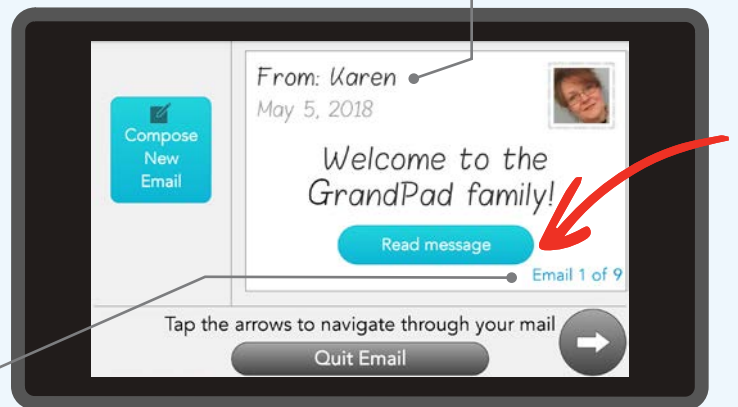 Compose
New
Email
From: Karen
May 5, 2018
Welcome to the
GrandPad family!
Read message
Email 1 of 9
Tap the arrows to navigate through your mail
Quit Email